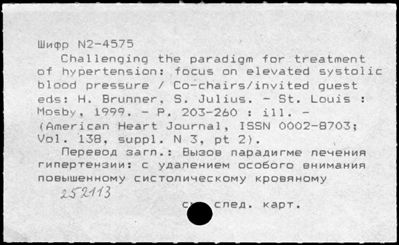 Шифр N2-4575
Challenging the paradigm for treatment
of hypertension: focus on elevated systolic
blood pressure / Co-chairs/invited guest
eds: H. Brunner, S. Julius. - St. Louis :
Mosby, 1999. - P. 203-260 : ill. -
(American Heart Journal, ISSN 0002-8703;
Vol. 138, suppl. N 3, pt 2).
Перевод загл.: Вызов парадигме лечения
гипертензии: с удалением особого внимания
повышенному систолическому кровяному
252113
см. след. карт.